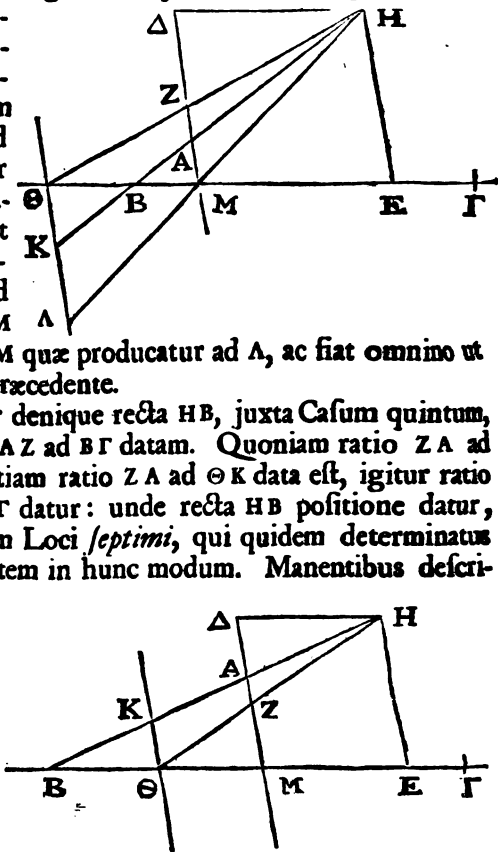 Δ H
Z
A
Θ B M E Γ
K
Λ
M quæ producatur ad Λ, ac fiat omnino ut
ræcedente.
denique recta HB, juxta Casum quintum,
AZ ad BΓ datam. Quoniam ratio ZA ad
tiam ratio ZA ad ΘK data est, igitur ratio
Γ datur: unde recta HB positione datur,
n Loci septimi, qui quidem determinatus
tem in hunc modum. Manentibus descri-
Δ H
A
K Z
B Θ M E Γ